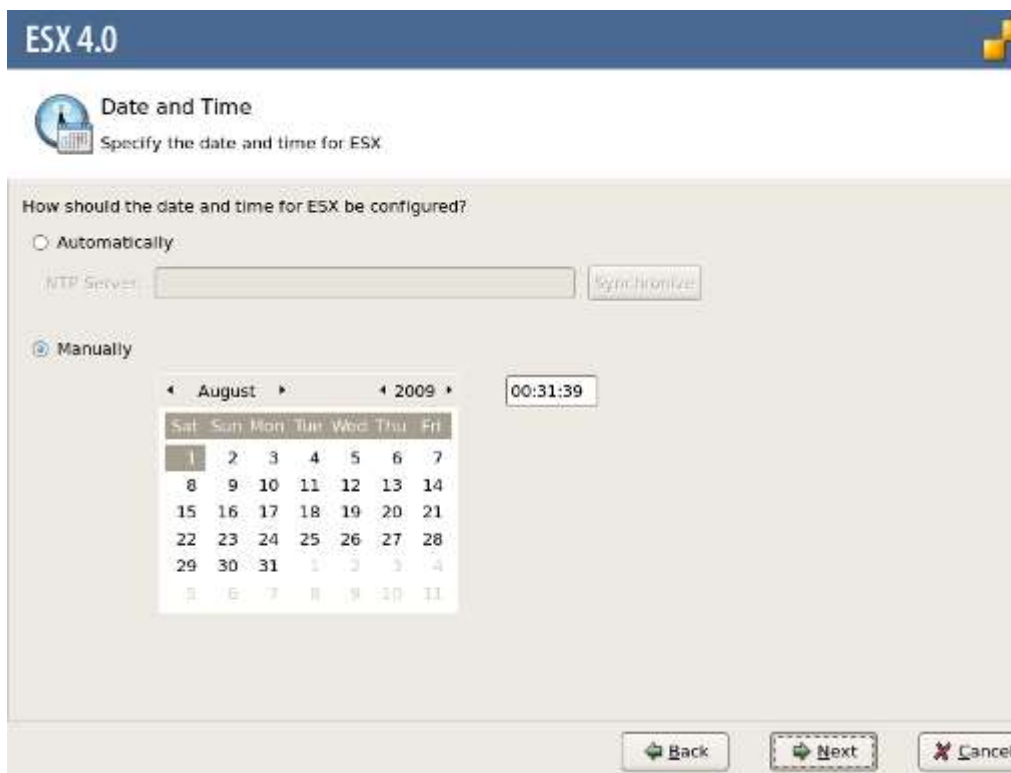 ESX 4.0
Date and Time
Specify the date and time for ESX
How should the date and time for ESX be configured?
Automatically
NTP Server: Synchronize
Manually
August 2009 00:31:39
Sat Sun Mon Tue Wed Thu Fri
1 2 3 4 5 6 7
8 9 10 11 12 13 14
15 16 17 18 19 20 21
22 23 24 25 26 27 28
29 30 31 1 2 3 4
5 6 7 8 9 10 11
Back Next Cancel